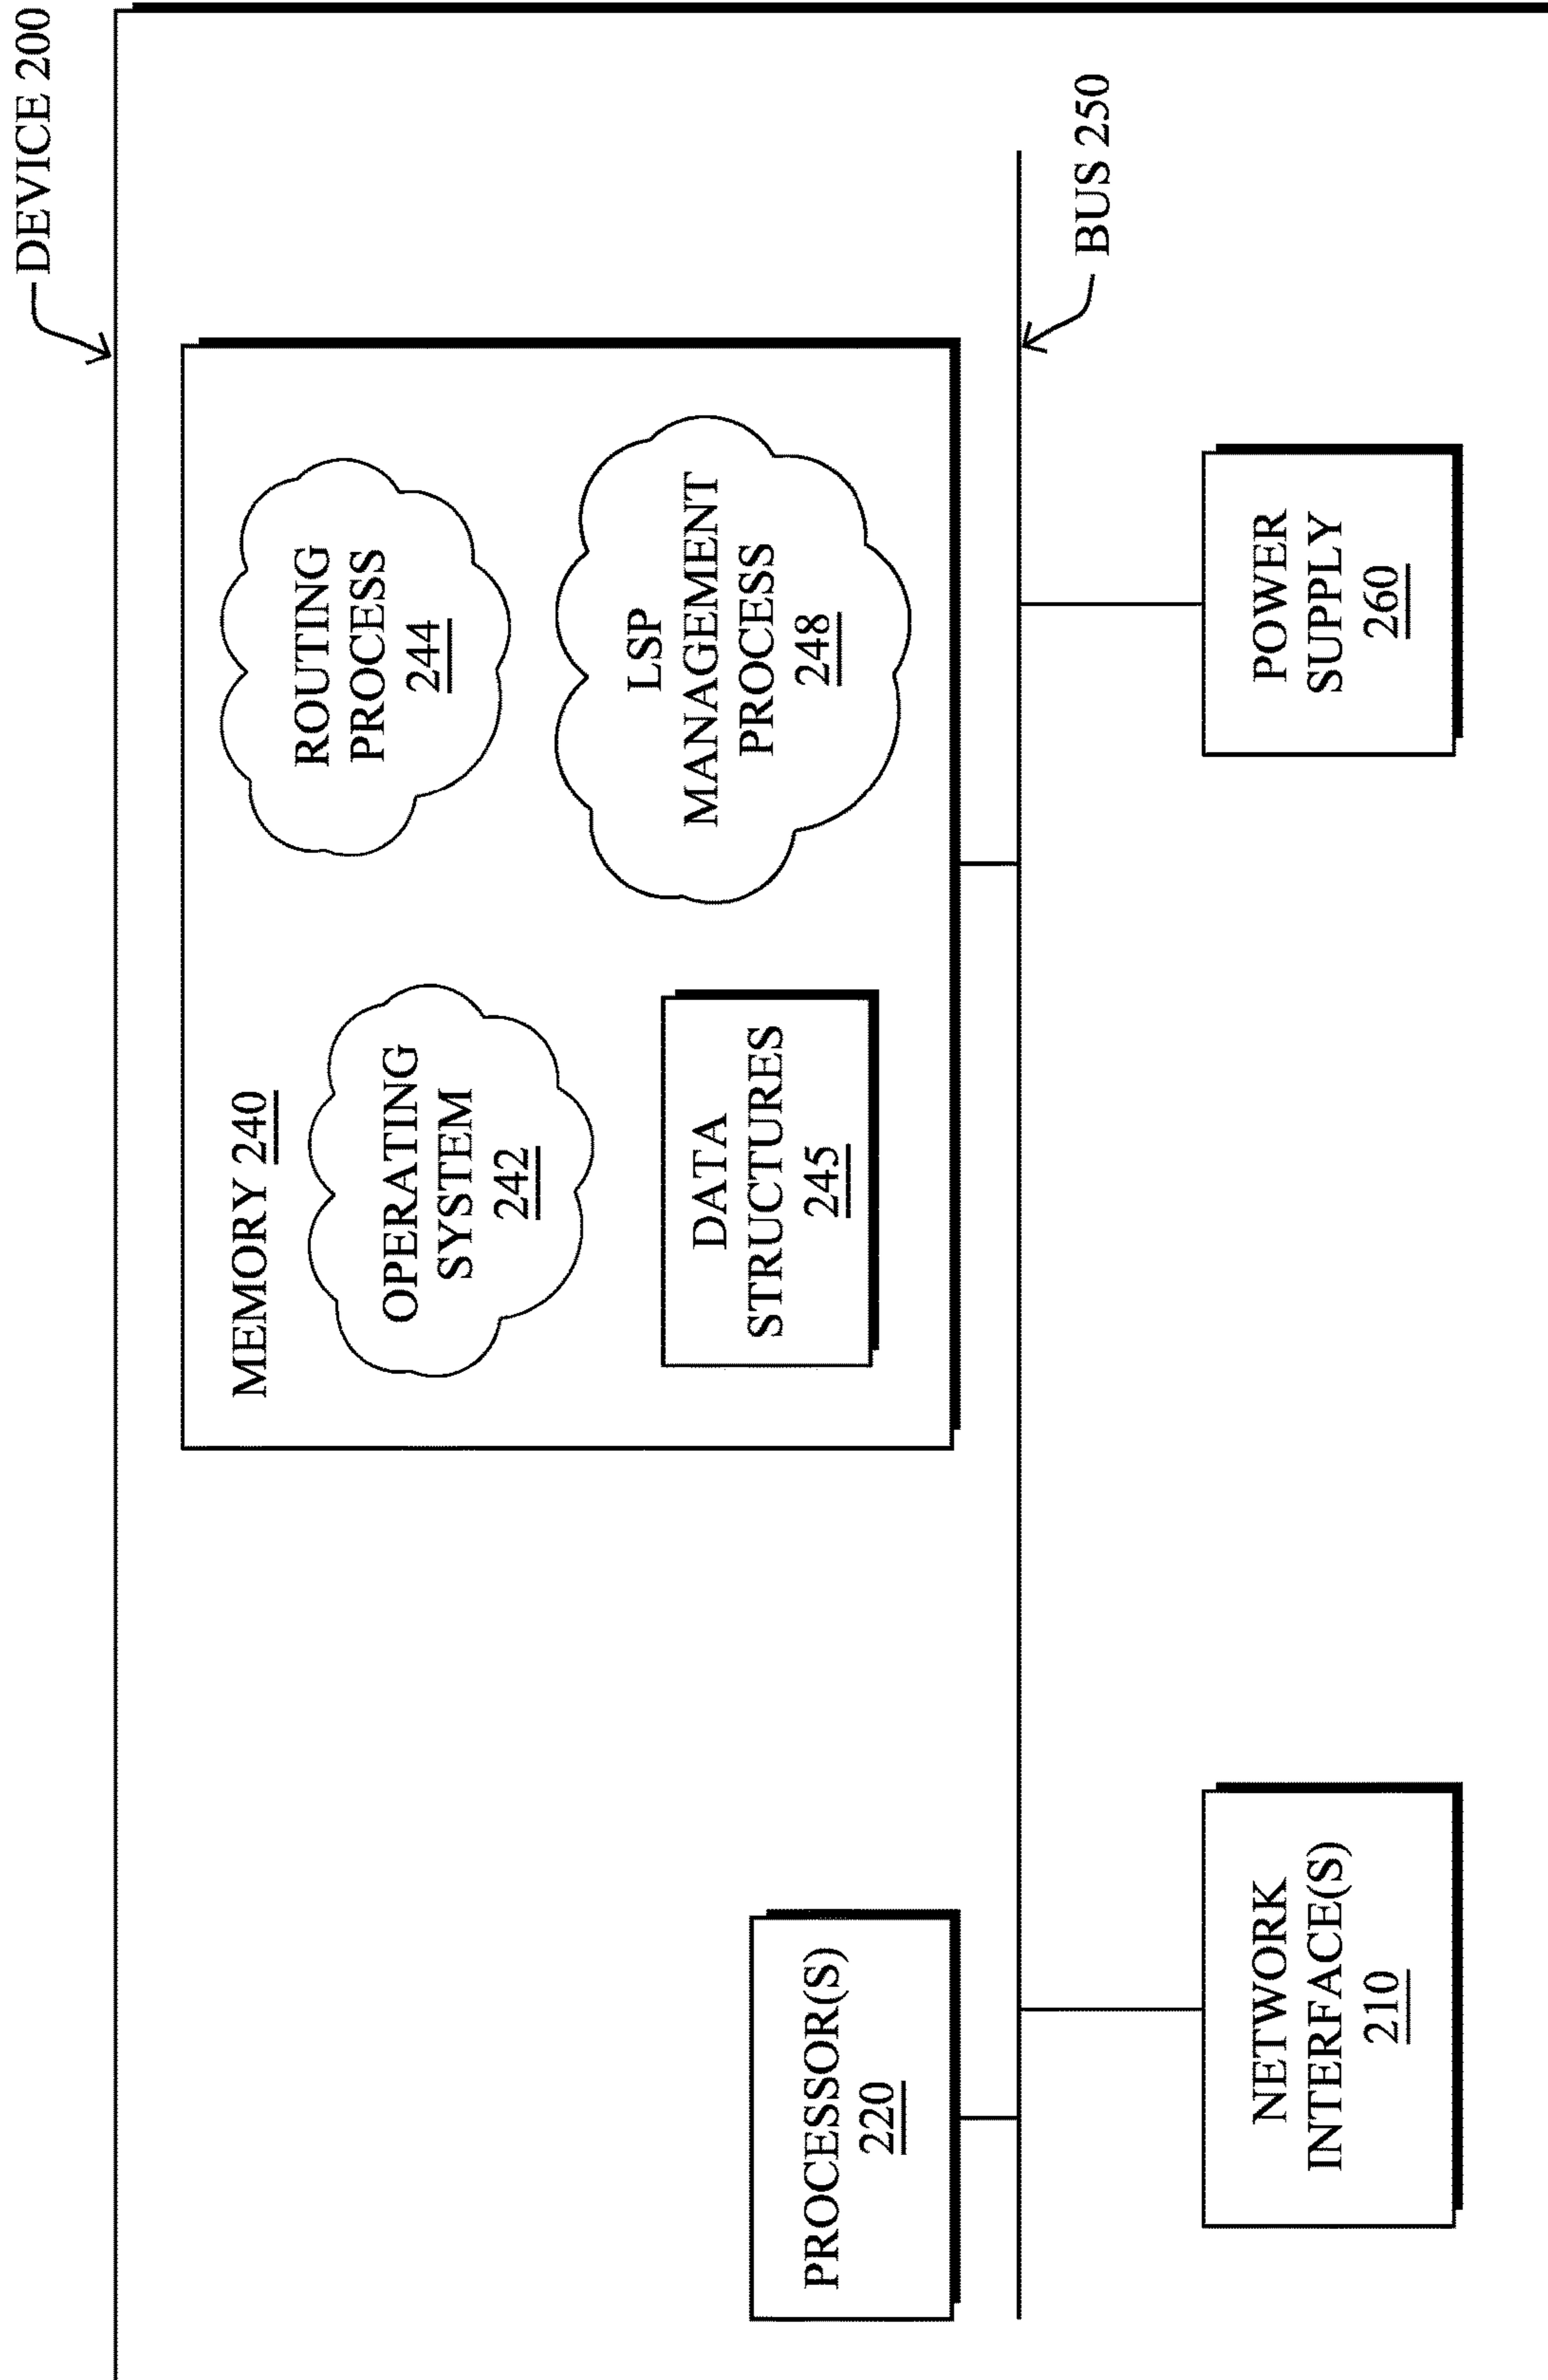 DEVICE 200
MEMORY 240
OPERATING
SYSTEM
242
ROUTING
PROCESS
244
DATA
STRUCTURES
245
LSP
MANAGEMENT
PROCESS
248
PROCESSOR(S)
220
BUS 250
NETWORK
INTERFACE(S)
210
POWER
SUPPLY
260